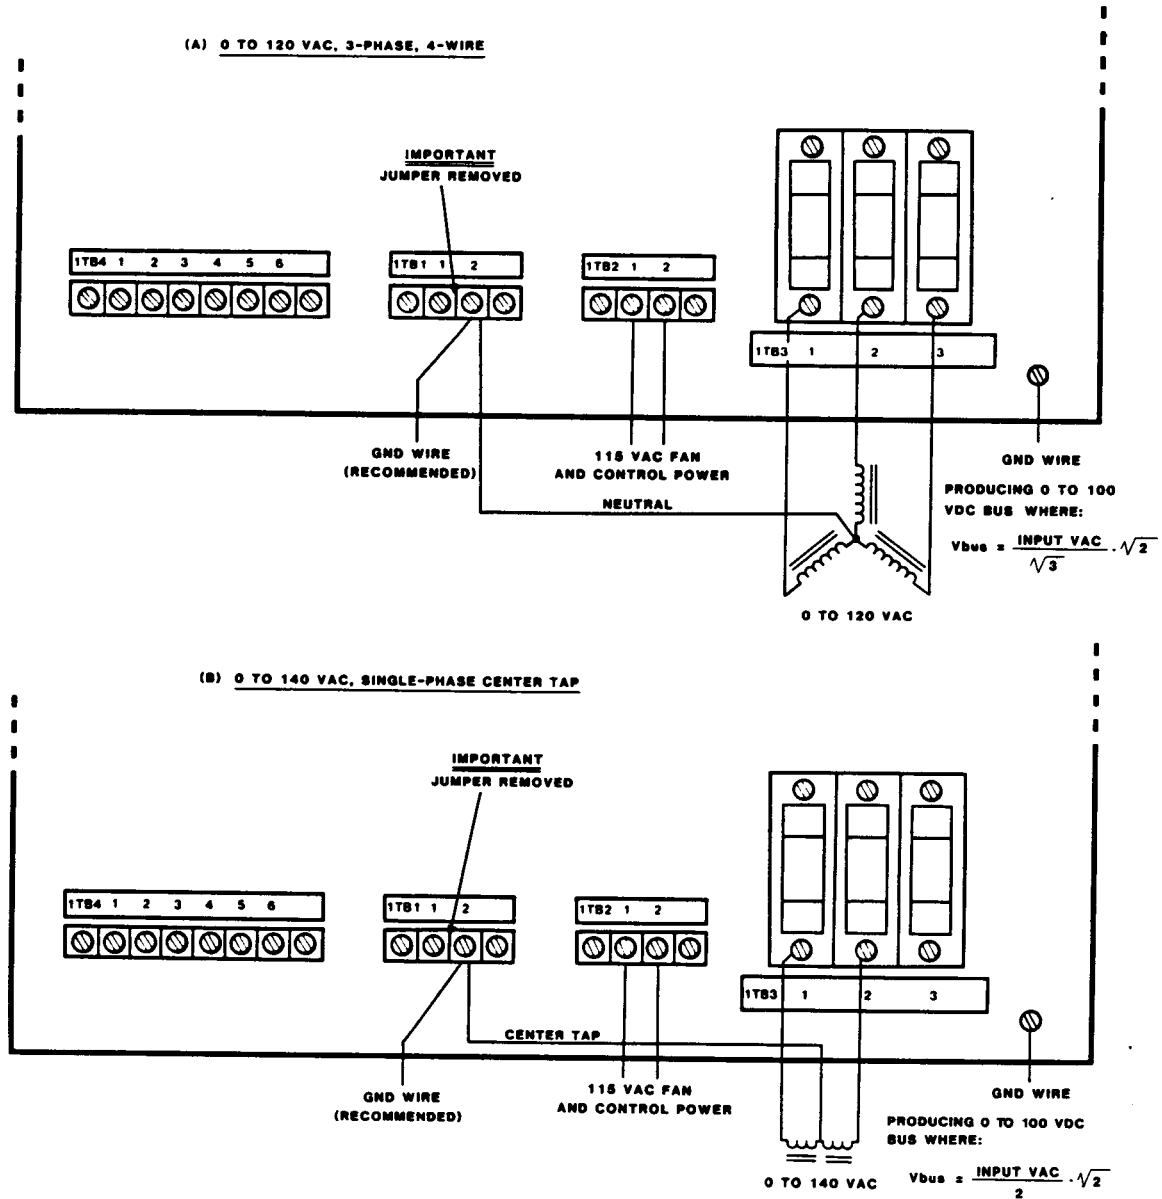 (A) 0 TO 120 VAC, 3-PHASE, 4-WIRE
IMPORTANT
JUMPER REMOVED
1TB4 1 2 3 4 5 6
1TB1 1 2
1TB2 1 2
1TB3 1 2 3
GND WIRE
(RECOMMENDED)
115 VAC FAN
AND CONTROL POWER
NEUTRAL
GND WIRE
PRODUCING 0 TO 100
VDC BUS WHERE:
Vbus = INPUT VAC / √3 · √2
0 TO 120 VAC
(B) 0 TO 140 VAC, SINGLE-PHASE CENTER TAP
IMPORTANT
JUMPER REMOVED
1TB4 1 2 3 4 5 6
1TB1 1 2
1TB2 1 2
1TB3 1 2 3
CENTER TAP
GND WIRE
(RECOMMENDED)
115 VAC FAN
AND CONTROL POWER
GND WIRE
PRODUCING 0 TO 100 VDC
BUS WHERE:
Vbus = INPUT VAC / 2 · √2
0 TO 140 VAC